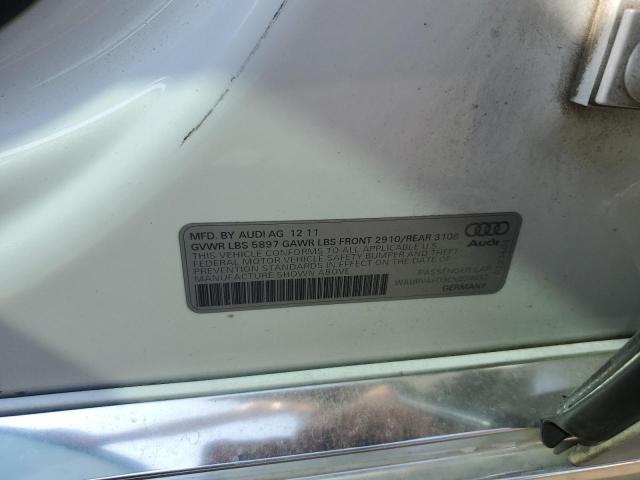 MFD. BY AUDI AG 12 11
GVWR LBS 5897 GAWR LBS FRONT 2910/REAR 3108
THIS VEHICLE CONFORMS TO ALL APPLICABLE U.S.
FEDERAL MOTOR VEHICLE SAFETY,BUMPER AND THEFT
PREVENTION STANDARDS IN EFFECT ON THE DATE OF
MANUFACTURE SHOWN ABOVE.
Audi
PASSENGER CAR
GERMANY